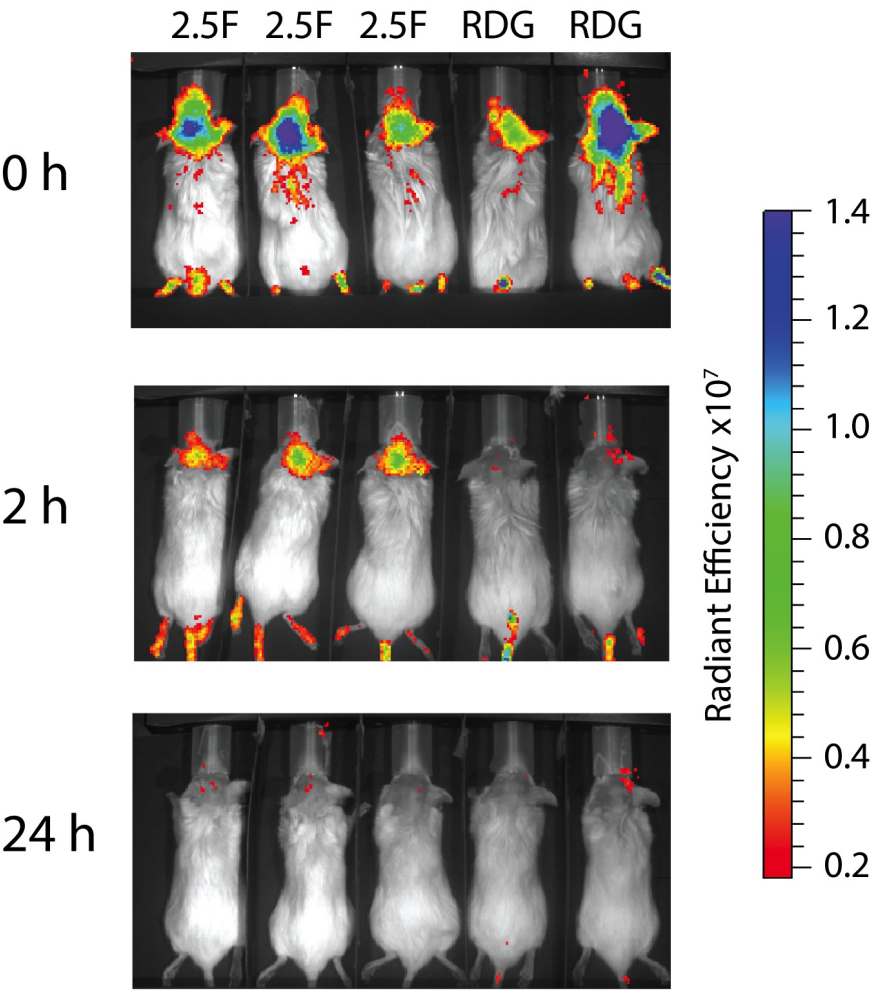 2.5F 2.5F 2.5F RDG RDG
0 h
2 h
24 h
Radiant Efficiency x10⁷
1.4
1.2
1.0
0.8
0.6
0.4
0.2